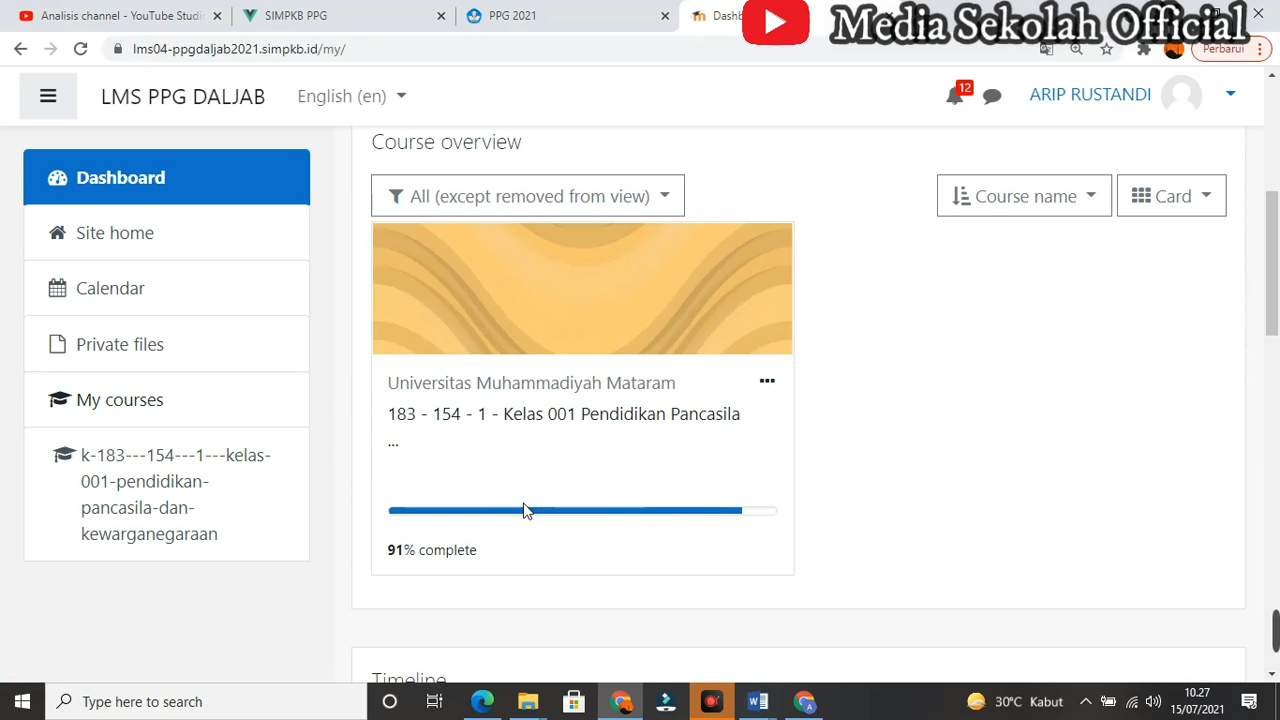 Analisis channel - YouTube Studi
SIMPKB PPG
PPG 2021
Dashb
Media Sekolah Official
lms04-ppgdaljab2021.simpkb.id/my/
Perbarui
LMS PPG DALJAB
English (en)
12
ARIP RUSTANDI
Dashboard
Site home
Calendar
Private files
My courses
k-183---154---1---kelas-
001-pendidikan-
pancasila-dan-
kewarganegaraan
Course overview
All (except removed from view)
Course name
Card
Universitas Muhammadiyah Mataram
183 - 154 - 1 - Kelas 001 Pendidikan Pancasila
...
91% complete
Timeline
Type here to search
30°C Kabut
10.27
15/07/2021